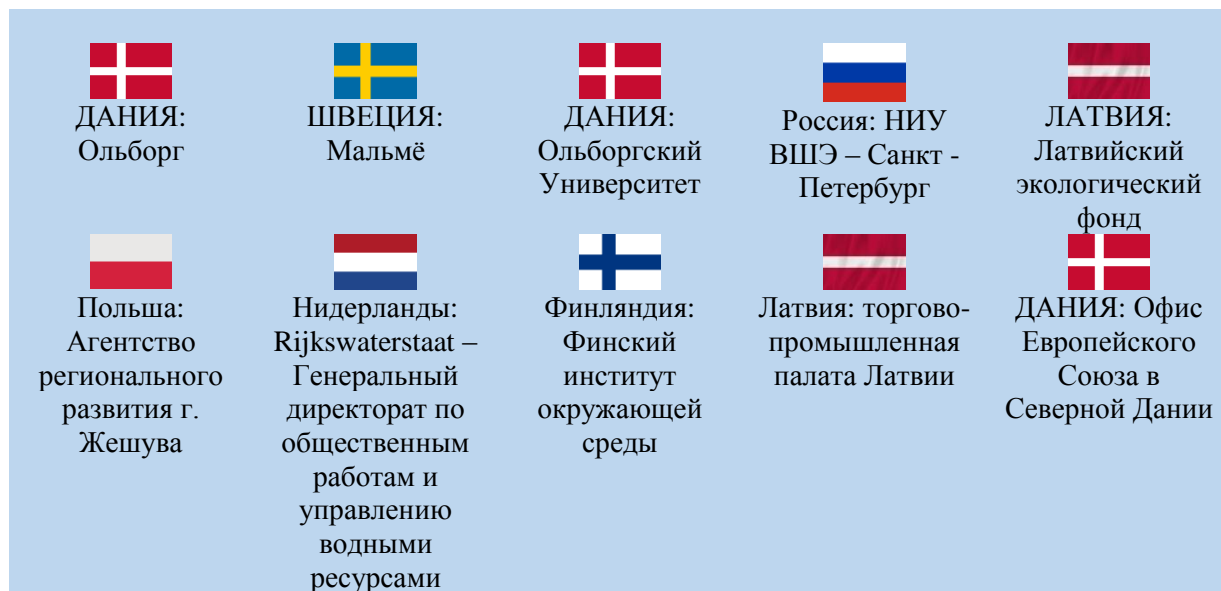 ДАНИЯ:
Ольборг
ШВЕЦИЯ:
Мальмё
ДАНИЯ:
Ольборгский
Университет
Россия: НИУ
ВШЭ – Санкт -
Петербург
ЛАТВИЯ:
Латвийский
экологический
фонд
Польша:
Агентство
регионального
развития г.
Жешува
Нидерланды:
Rijkswaterstaat –
Генеральный
директорат по
общественным
работам и
управлению
водными
ресурсами
Финляндия:
Финский
институт
окружающей
среды
Латвия: торгово-
промышленная
палата Латвии
ДАНИЯ: Офис
Европейского
Союза в
Северной Дании